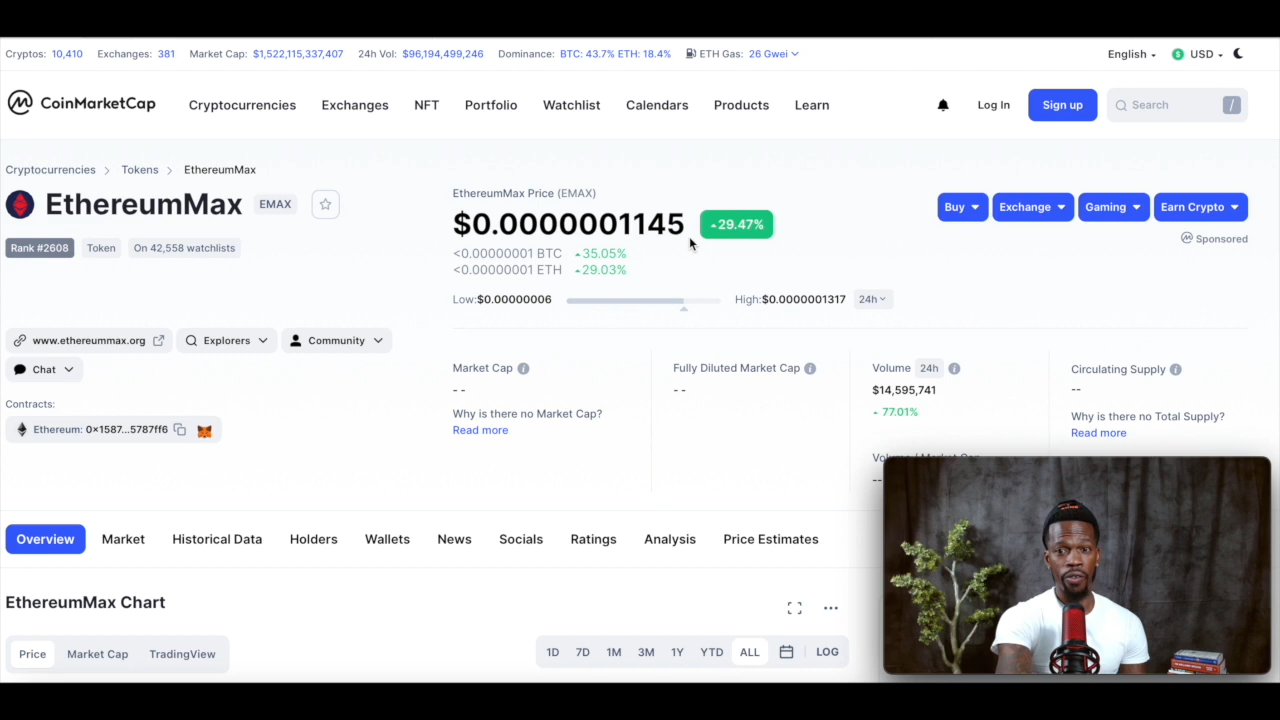 Cryptos: 10,410 Exchanges: 381 Market Cap: $1,522,115,337,407 24h Vol: $96,194,499,246 Dominance: BTC: 43.7% ETH: 18.4% ETH Gas: 26 Gwei English USD
CoinMarketCap Cryptocurrencies Exchanges NFT Portfolio Watchlist Calendars Products Learn Log In Sign up Search /
Cryptocurrencies Tokens EthereumMax
EthereumMax EMAX
Rank #2608 Token On 42,558 watchlists
www.ethereummax.org Explorers Community
Chat
Contracts:
Ethereum: 0x1587...5787ff6
EthereumMax Price (EMAX)
$0.0000001145 29.47%
<0.00000001 BTC 35.05%
<0.00000001 ETH 29.03%
Low:$0.00000006 High:$0.0000001317 24h
Buy Exchange Gaming Earn Crypto
Sponsored
Market Cap
- -
Why is there no Market Cap?
Read more
Fully Diluted Market Cap
- -
Volume 24h
$14,595,741
77.01%
Volume / Market Cap
--
Circulating Supply
--
Why is there no Total Supply?
Read more
Overview Market Historical Data Holders Wallets News Socials Ratings Analysis Price Estimates
EthereumMax Chart
Price Market Cap TradingView 1D 7D 1M 3M 1Y YTD ALL LOG